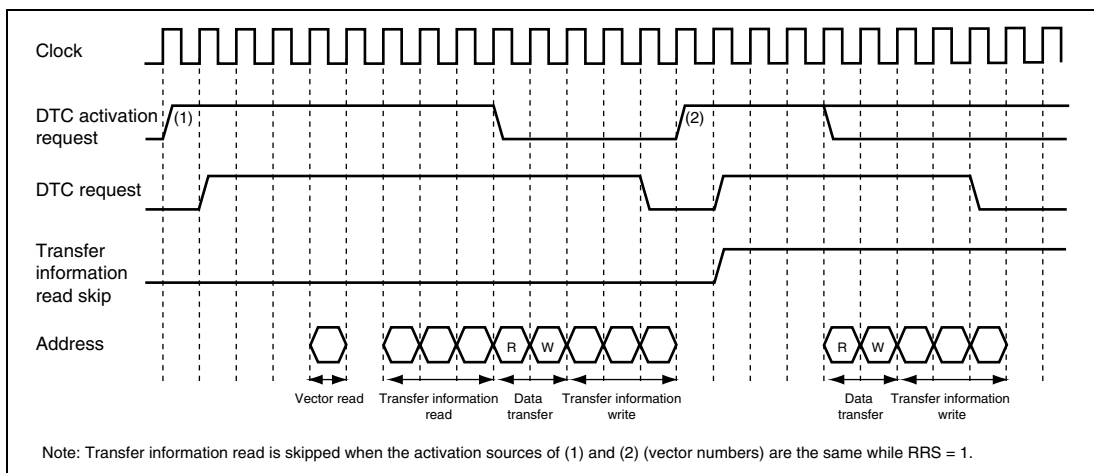 Clock
DTC activation
request
(1)
(2)
DTC request
Transfer
information
read skip
Address
R
W
R
W
Vector read
Transfer information
read
Data
transfer
Transfer information
write
Data
transfer
Transfer information
write
Note: Transfer information read is skipped when the activation sources of (1) and (2) (vector numbers) are the same while RRS = 1.